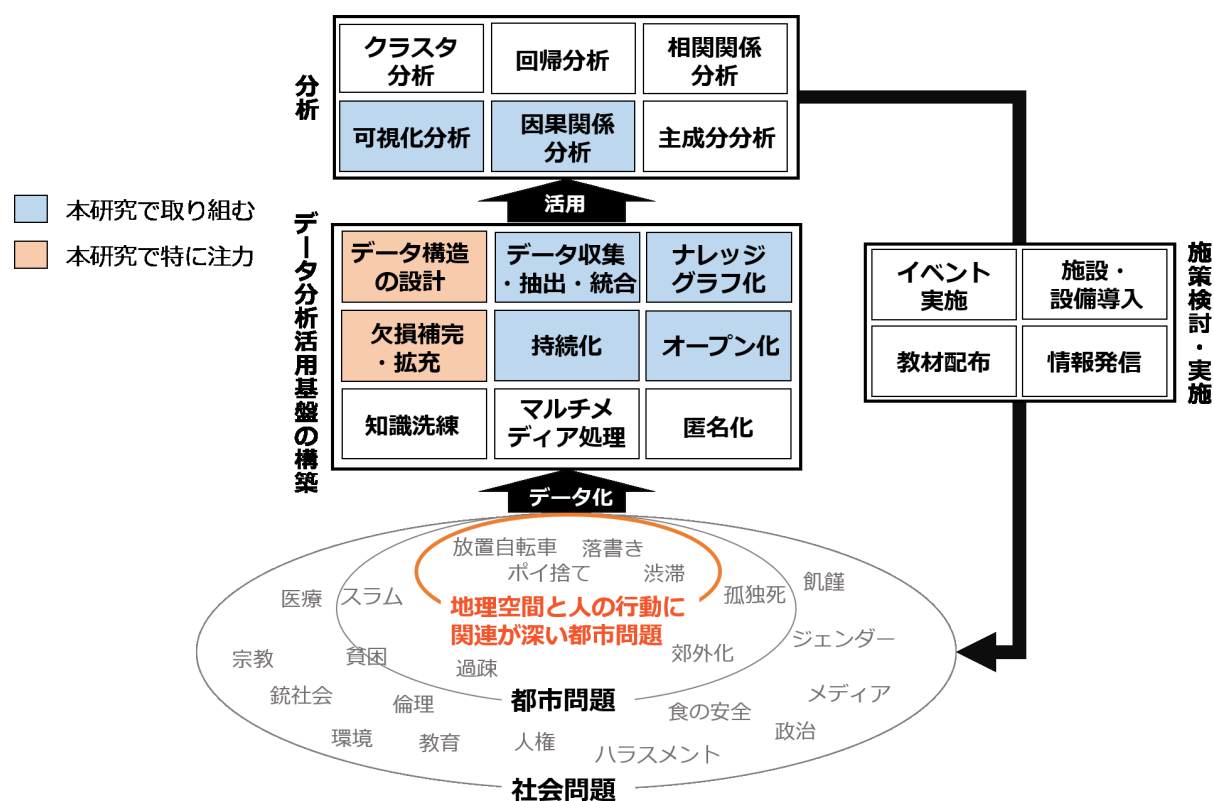 分析
クラスタ
分析
回帰分析
相関関係
分析
可視化分析
因果関係
分析
主成分分析
活用
本研究で取り組む
本研究で特に注力
データ分析活用基盤の構築
データ構造
の設計
データ収集
・抽出・統合
ナレッジ
グラフ化
欠損補完
・拡充
持続化
オープン化
知識洗練
マルチメ
ディア処理
匿名化
データ化
イベント
実施
施設・
設備導入
教材配布
情報発信
施策検討・実施
放置自転車
落書き
ポイ捨て
渋滞
医療
スラム
孤独死
飢饉
地理空間と人の行動に
関連が深い都市問題
宗教
貧困
過疎
郊外化
ジェンダー
銃社会
倫理
都市問題
食の安全
メディア
環境
教育
人権
ハラスメント
政治
社会問題